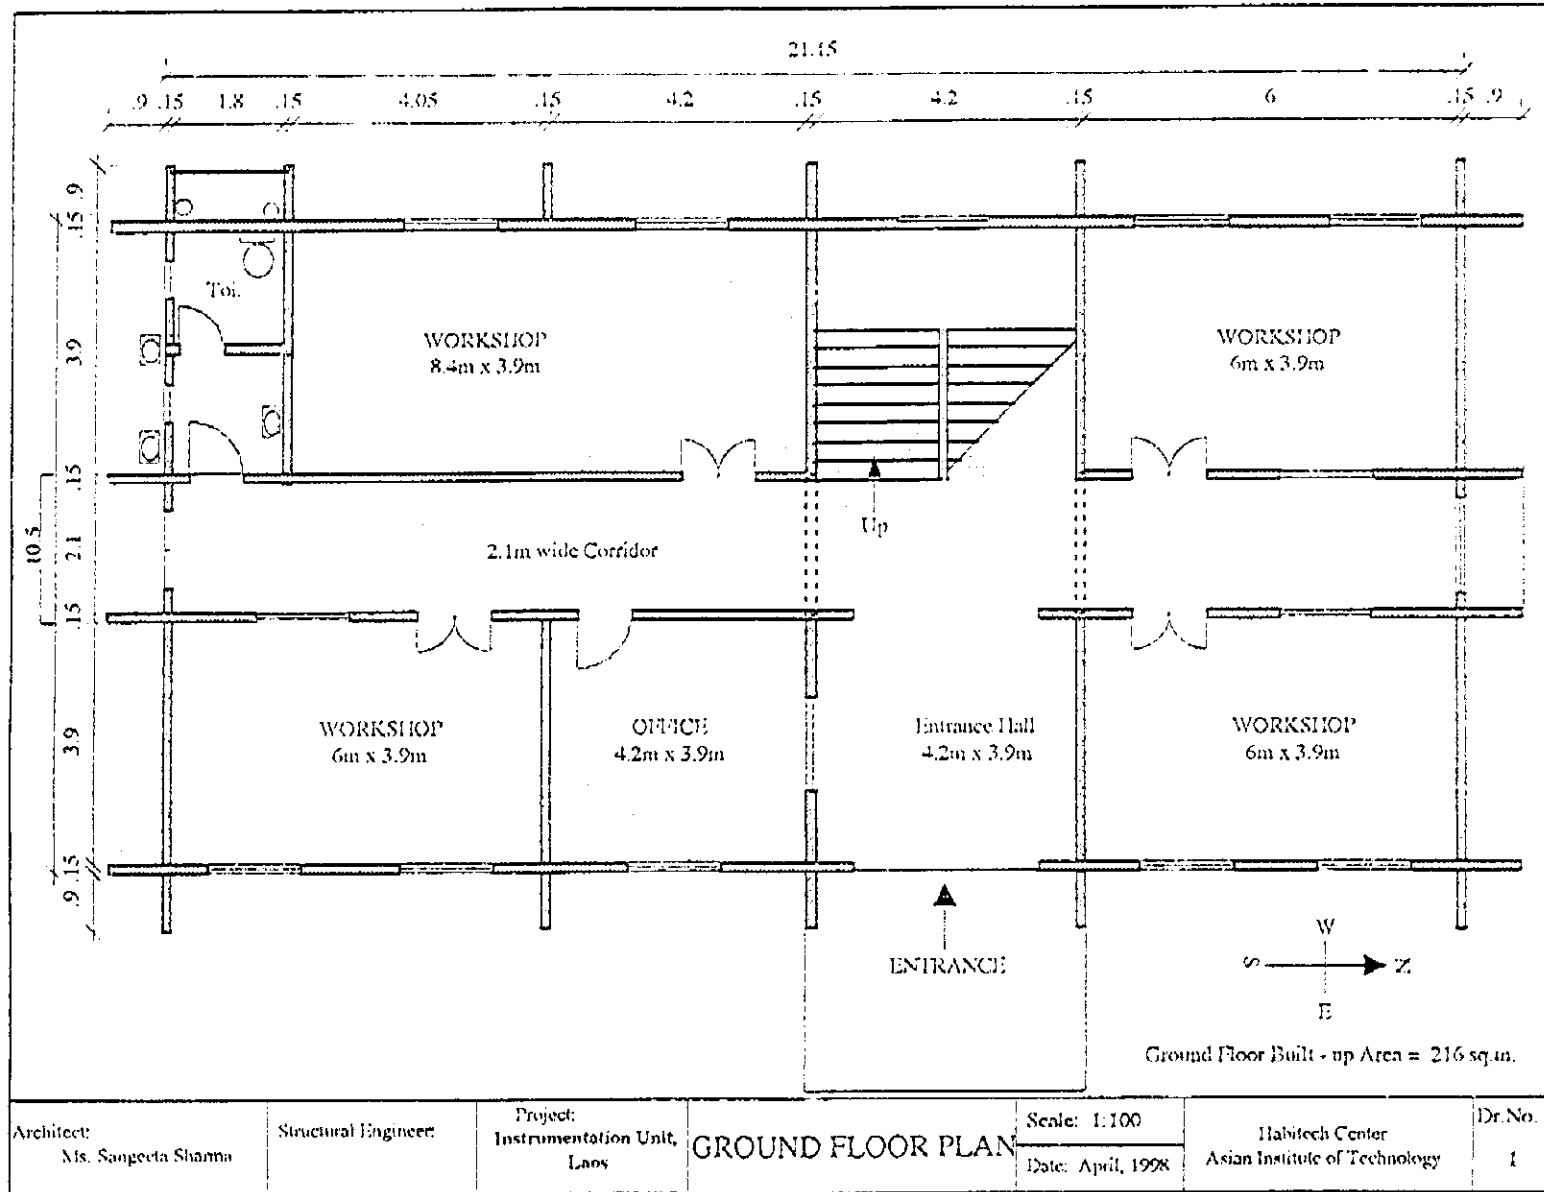 21.15
.9 .15 1.8 .15 4.05 .15 4.2 .15 4.2 .15 6 .15 .9
.9
.15
3.9
.15
10.5
2.1
.15
3.9
.15
.9
Toi.
WORKSHOP
8.4m x 3.9m
WORKSHOP
6m x 3.9m
Up
2.1m wide Corridor
WORKSHOP
6m x 3.9m
OFFICE
4.2m x 3.9m
Entrance Hall
4.2m x 3.9m
WORKSHOP
6m x 3.9m
ENTRANCE
W
S N
E
Ground Floor Built - up Area = 216 sq.m.
Architect:
Ms. Sangeeta Sharma
Structural Engineer:
Project:
Instrumentation Unit,
Laos
GROUND FLOOR PLAN
Scale: 1:100
Date: April, 1998
Habitech Center
Asian Institute of Technology
Dr.No.
1